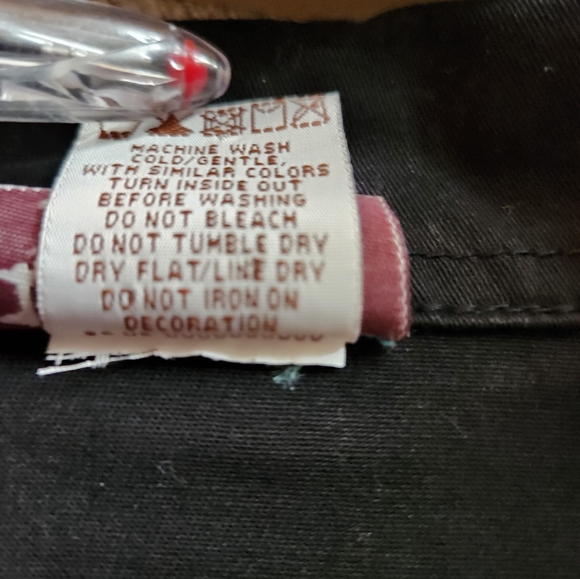 MACHINE WASH
COLD/GENTLE,
WITH SIMILAR COLORS
TURN INSIDE OUT
BEFORE WASHING
DO NOT BLEACH
DO NOT TUMBLE DRY
DRY FLAT/LINE DRY
DO NOT IRON ON
DECORATION